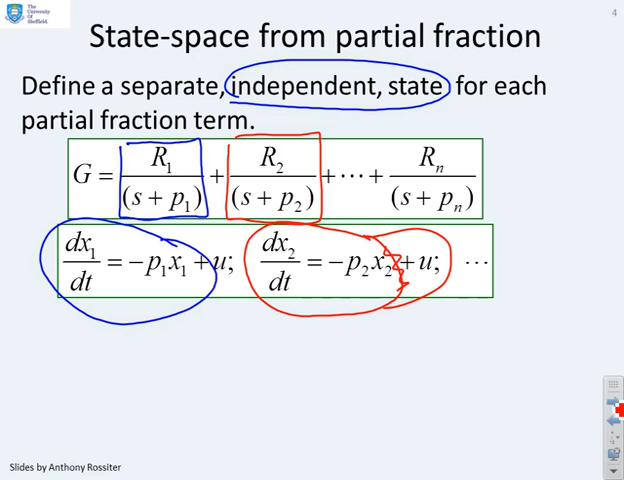 The
University
Of
Sheffield.
4
State-space from partial fraction
Define a separate, independent, state for each
partial fraction term.
G = R₁/(s + p₁) + R₂/(s + p₂) + ⋯ + Rₙ/(s + pₙ)
dx₁/dt = −p₁x₁ + u; dx₂/dt = −p₂x₂ + u; ⋯
Slides by Anthony Rossiter